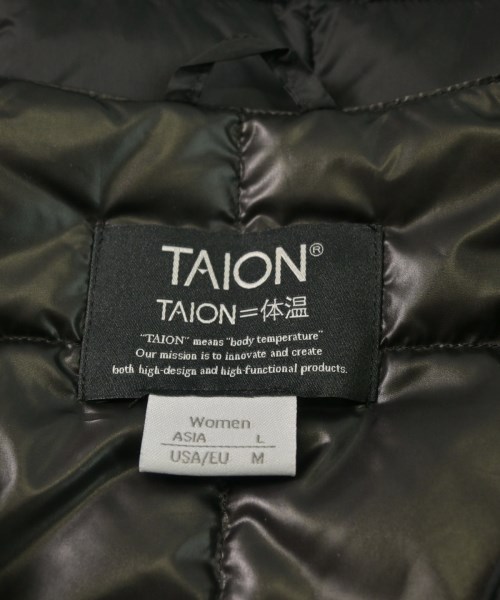 TAION®
TAION=体温
"TAION" means "body temperature"
Our mission is to innovate and create
both high-design and high-functional products.
Women
ASIA L
USA/EU M